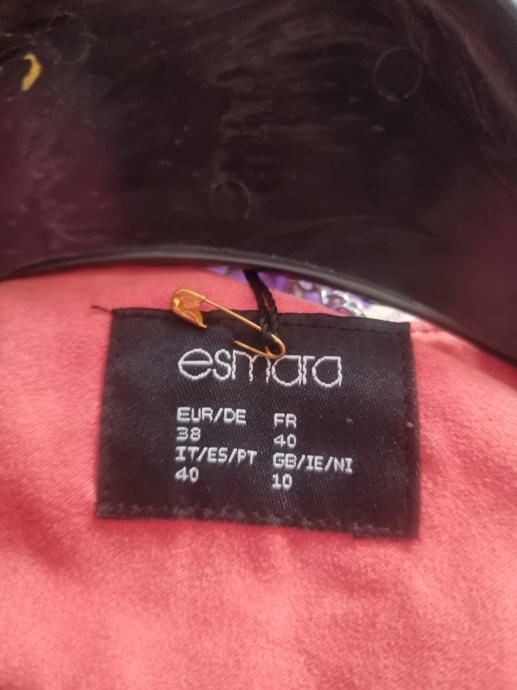 esmara
EUR/DE FR
38 40
IT/ES/PT GB/IE/NI
40 10